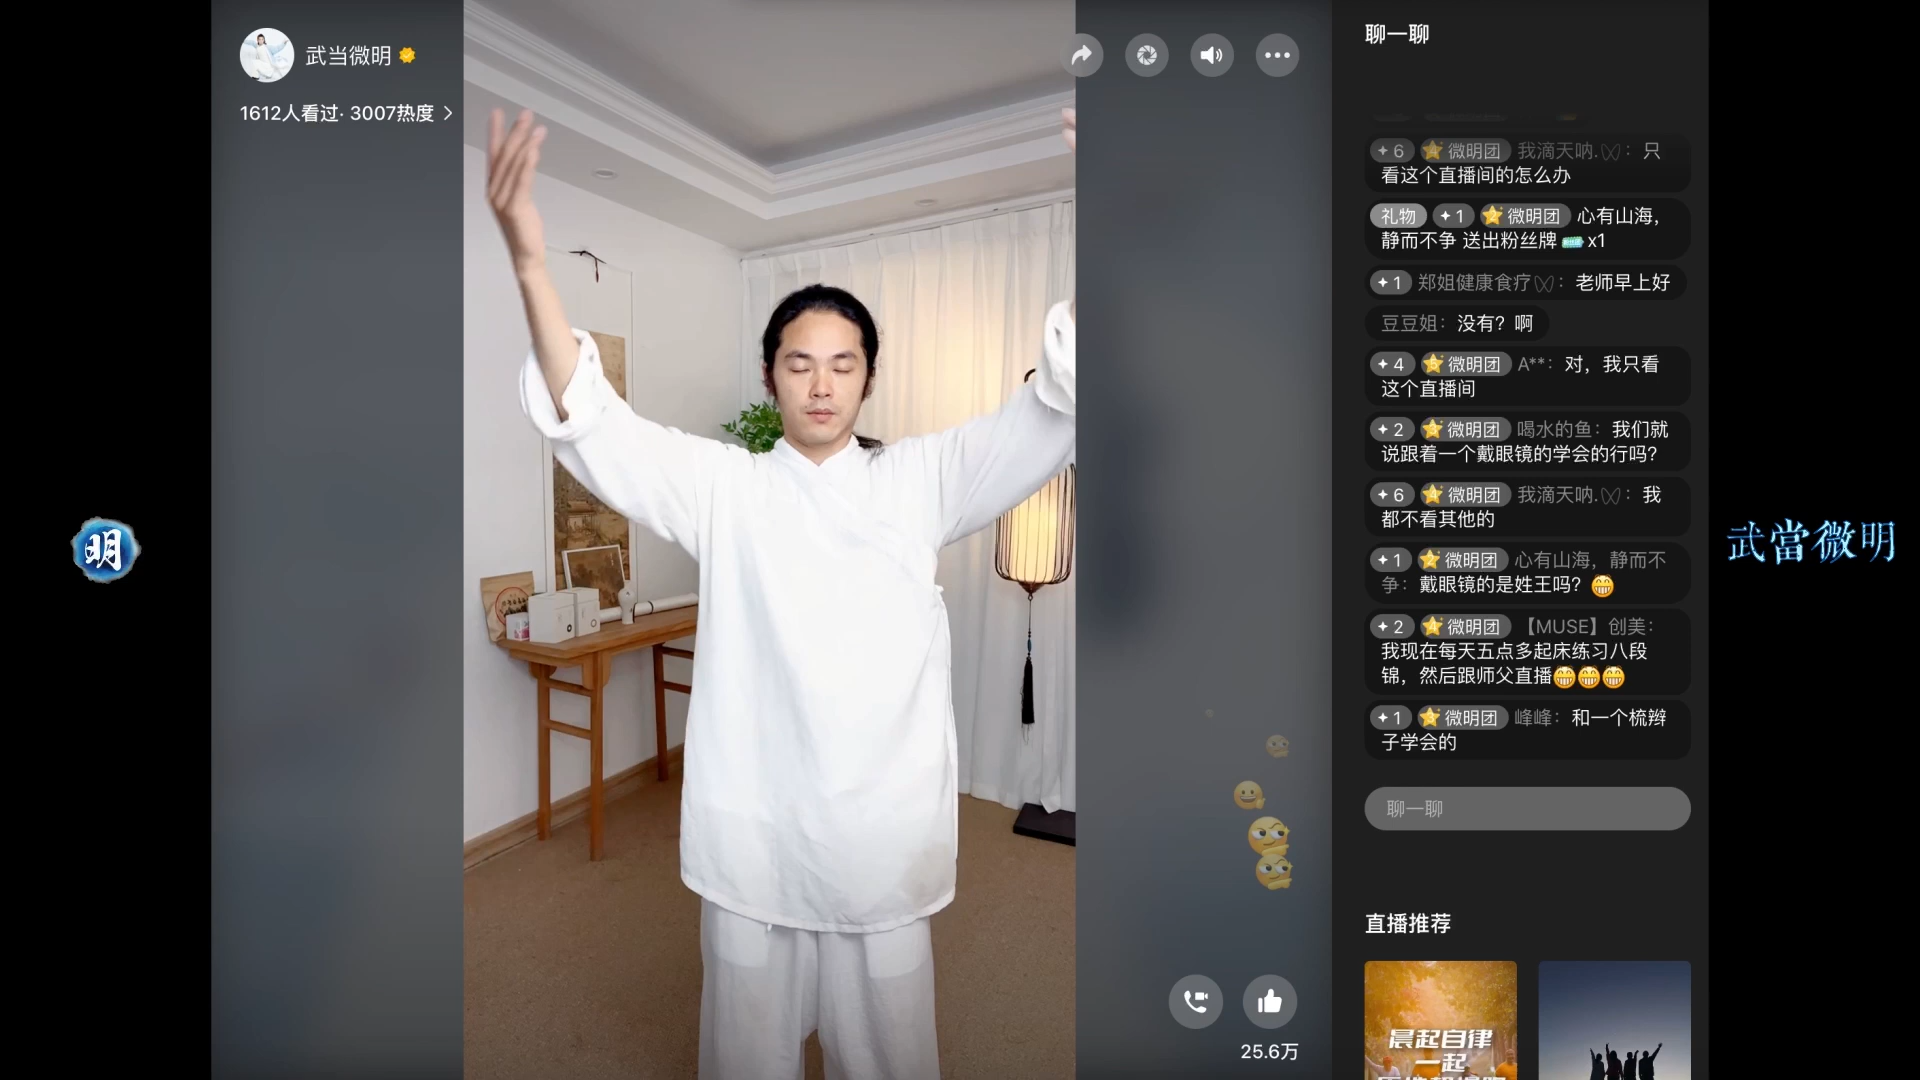 武当微明
1612人看过· 3007热度
聊一聊
6 微明团 我滴天呐. : 只
看这个直播间的怎么办
礼物 1 2 微明团 心有山海,
静而不争 送出粉丝牌 x1
1 郑姐健康食疗 : 老师早上好
豆豆姐: 没有? 啊
4 微明团 A**: 对, 我只看
这个直播间
2 3 微明团 喝水的鱼: 我们就
说跟着一个戴眼镜的学会的行吗?
6 4 微明团 我滴天呐. : 我
都不看其他的
1 2 微明团 心有山海, 静而不
争: 戴眼镜的是姓王吗? 😁
2 4 微明团 【MUSE】创美:
我现在每天五点多起床练习八段
锦, 然后跟师父直播😁😁😁
1 3 微明团 峰峰: 和一个梳辫
子学会的
聊一聊
直播推荐
晨起自律
一起
25.6万
明
武當微明